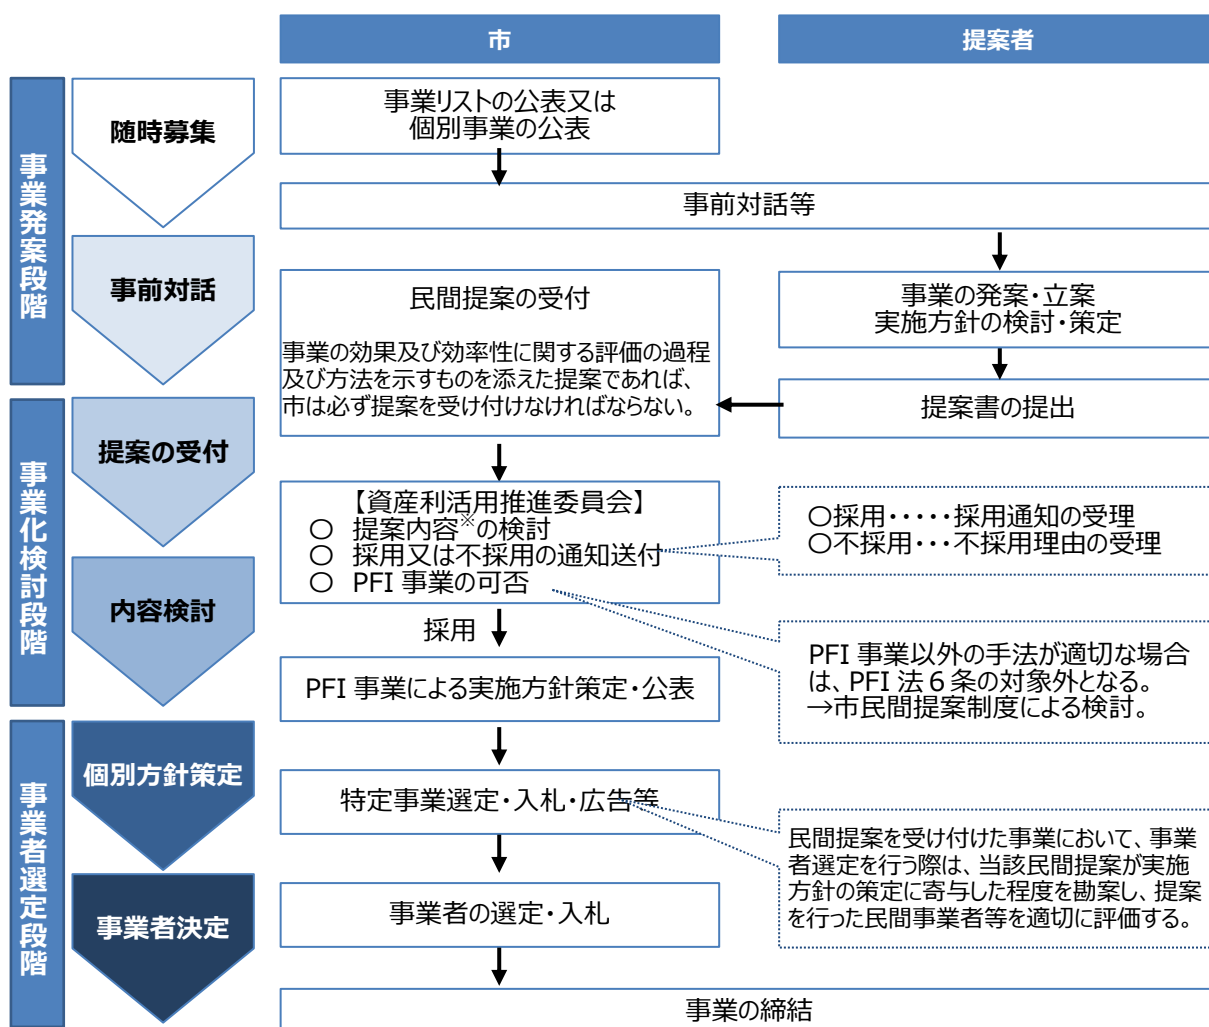 市
提案者
事業発案段階
随時募集
事業リストの公表又は
個別事業の公表
事前対話等
事前対話
民間提案の受付
事業の効果及び効率性に関する評価の過程
及び方法を示すものを添えた提案であれば、
市は必ず提案を受け付けなければならない。
事業の発案・立案
実施方針の検討・策定
提案書の提出
事業化検討段階
提案の受付
【資産利活用推進委員会】
〇 提案内容※の検討
〇 採用又は不採用の通知送付
〇 PFI 事業の可否
〇採用・・・・・採用通知の受理
〇不採用・・・不採用理由の受理
内容検討
採用
PFI 事業以外の手法が適切な場合
は、PFI 法６条の対象外となる。
→市民間提案制度による検討。
PFI 事業による実施方針策定・公表
事業者選定段階
個別方針策定
特定事業選定・入札・広告等
民間提案を受け付けた事業において、事業
者選定を行う際は、当該民間提案が実施
方針の策定に寄与した程度を勘案し、提案
を行った民間事業者等を適切に評価する。
事業者決定
事業者の選定・入札
事業の締結